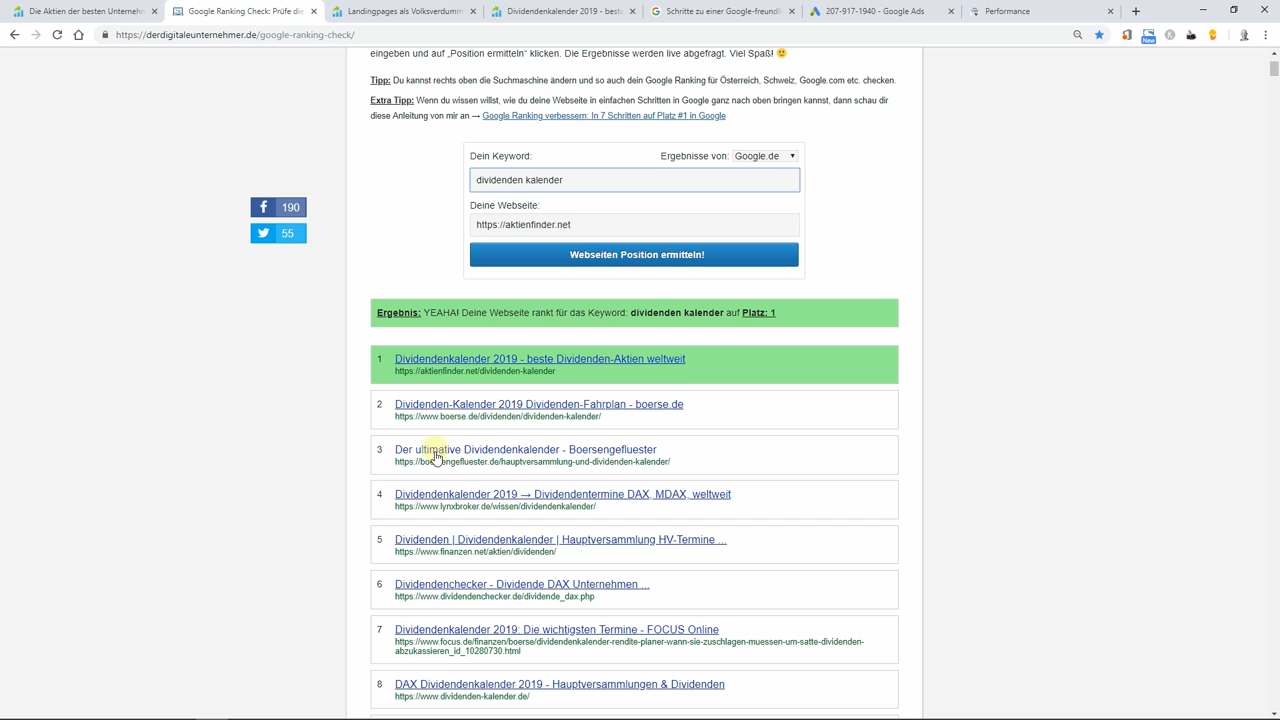 Die Aktien der besten Unternehm
Google Ranking Check: Prüfe die
Landingpages als Volksverdumm
Dividendenkalender 2019 - best
Schritte zu einer Google-freundli
207-917-1940 - Google Ads
Performance
https://derdigitaleunternehmer.de/google-ranking-check/
New
eingeben und auf „Position ermitteln" klicken. Die Ergebnisse werden live abgefragt. Viel Spaß! 🙂
Tipp: Du kannst rechts oben die Suchmaschine ändern und so auch dein Google Ranking für Österreich, Schweiz, Google.com etc. checken.
Extra Tipp: Wenn du wissen willst, wie du deine Webseite in einfachen Schritten in Google ganz nach oben bringen kannst, dann schau dir
diese Anleitung von mir an → Google Ranking verbessern: In 7 Schritten auf Platz #1 in Google
Dein Keyword: Ergebnisse von: Google.de
dividenden kalender
Deine Webseite:
https://aktienfinder.net
Webseiten Position ermitteln!
190
55
Ergebnis: YEAHA! Deine Webseite rankt für das Keyword: dividenden kalender auf Platz: 1
1 Dividendenkalender 2019 - beste Dividenden-Aktien weltweit
https://aktienfinder.net/dividenden-kalender
2 Dividenden-Kalender 2019 Dividenden-Fahrplan - boerse.de
https://www.boerse.de/dividenden/dividenden-kalender/
3 Der ultimative Dividendenkalender - Boersengefluester
https://boersengefluester.de/hauptversammlung-und-dividenden-kalender/
4 Dividendenkalender 2019 → Dividendentermine DAX, MDAX, weltweit
https://www.lynxbroker.de/wissen/dividendenkalender/
5 Dividenden | Dividendenkalender | Hauptversammlung HV-Termine ...
https://www.finanzen.net/aktien/dividenden/
6 Dividendenchecker - Dividende DAX Unternehmen ...
https://www.dividendenchecker.de/dividende_dax.php
7 Dividendenkalender 2019: Die wichtigsten Termine - FOCUS Online
https://www.focus.de/finanzen/boerse/dividendenkalender-rendite-planer-wann-sie-zuschlagen-muessen-um-satte-dividenden-
abzukassieren_id_10280730.html
8 DAX Dividendenkalender 2019 - Hauptversammlungen & Dividenden
https://www.dividenden-kalender.de/